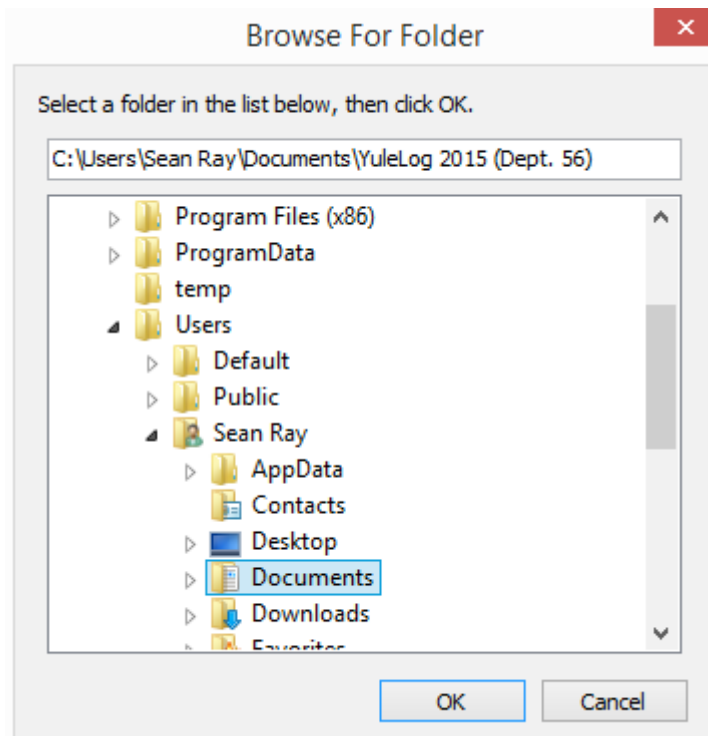 Browse For Folder
Select a folder in the list below, then click OK.
C:\Users\Sean Ray\Documents\YuleLog 2015 (Dept. 56)
Program Files (x86)
ProgramData
temp
Users
Default
Public
Sean Ray
AppData
Contacts
Desktop
Documents
Downloads
Favorites
OK Cancel